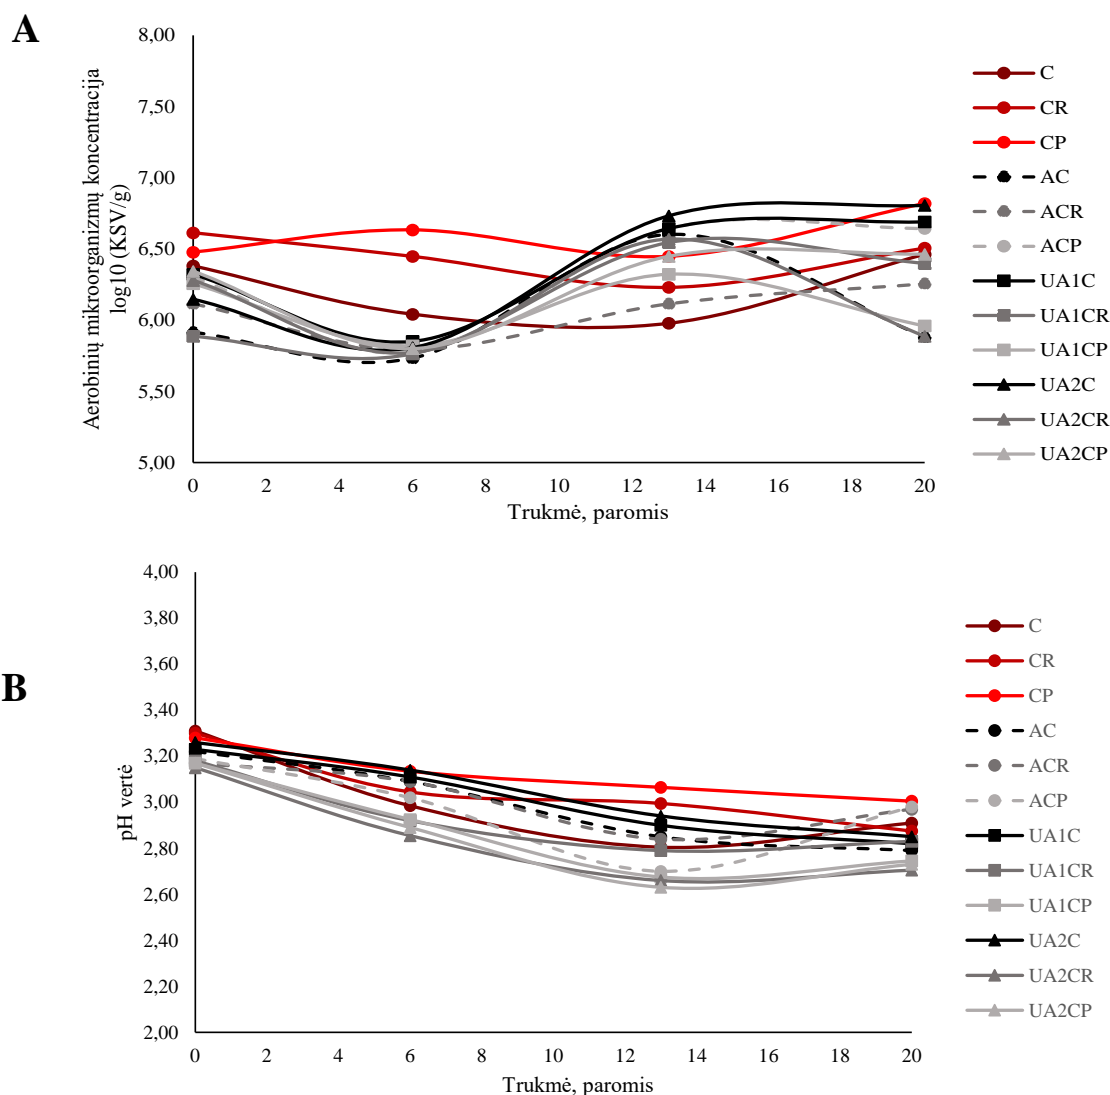 A
Aerobinių mikroorganizmų koncentracija
log10 (KSV/g)
8,00
7,50
7,00
6,50
6,00
5,50
5,00
0 2 4 6 8 10 12 14 16 18 20
Trukmė, paromis
C
CR
CP
AC
ACR
ACP
UA1C
UA1CR
UA1CP
UA2C
UA2CR
UA2CP
B
pH vertė
4,00
3,80
3,60
3,40
3,20
3,00
2,80
2,60
2,40
2,20
2,00
0 2 4 6 8 10 12 14 16 18 20
Trukmė, paromis
C
CR
CP
AC
ACR
ACP
UA1C
UA1CR
UA1CP
UA2C
UA2CR
UA2CP